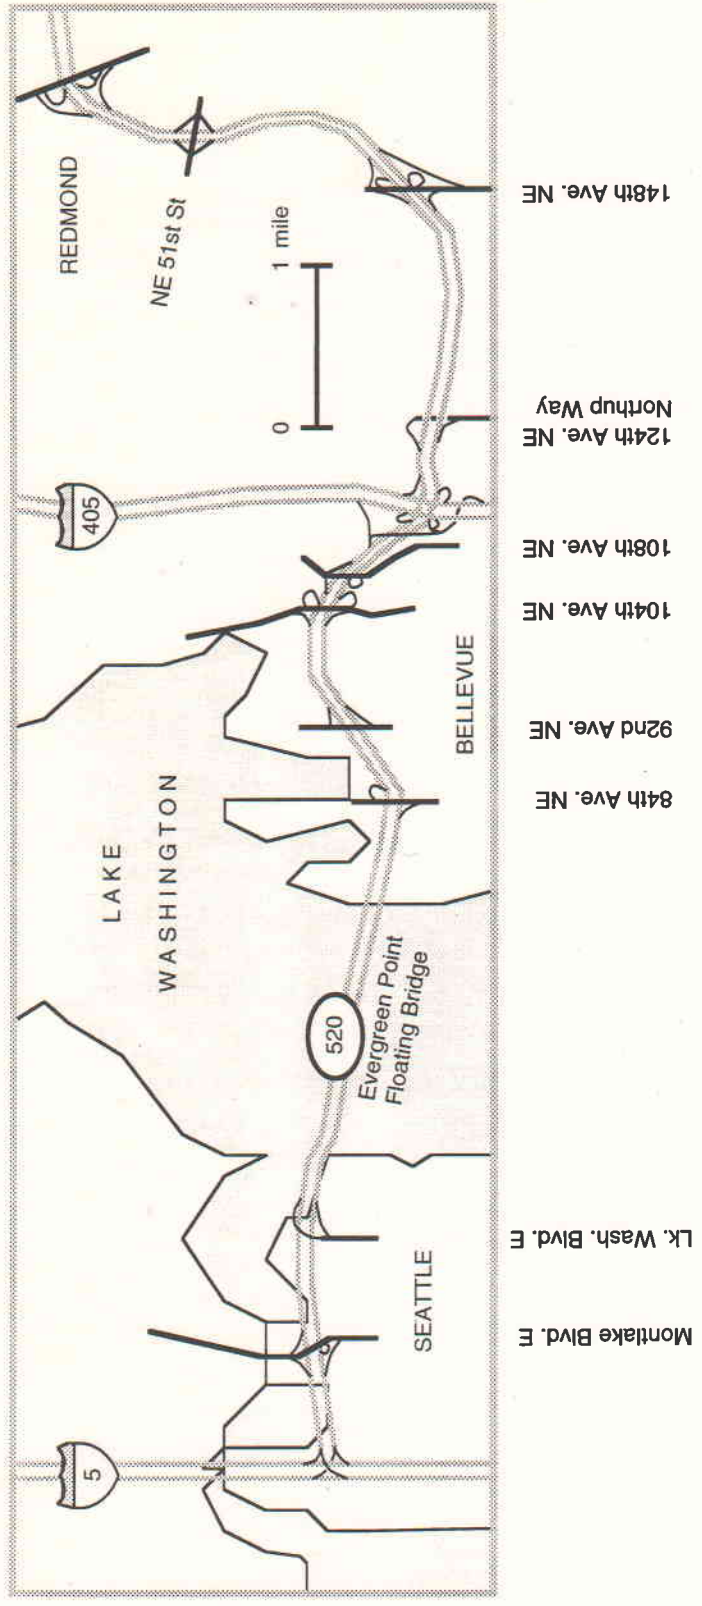 REDMOND
NE 51st St
0
1 mile
405
LAKE
WASHINGTON
BELLEVUE
520
Evergreen Point
Floating Bridge
SEATTLE
5
Montlake Blvd. E
Lk. Wash. Blvd. E
84th Ave. NE
92nd Ave. NE
104th Ave. NE
108th Ave. NE
124th Ave. NE
Northup Way
148th Ave. NE